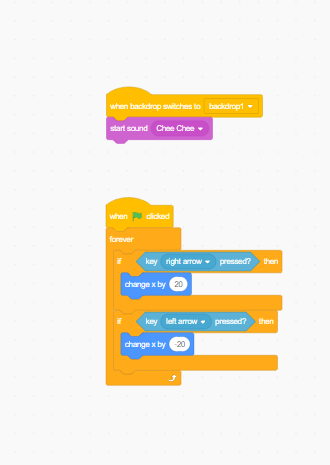 when backdrop switches to backdrop1
start sound Chee Chee
when clicked
forever
if key right arrow pressed? then
change x by 20
if key left arrow pressed? then
change x by -20